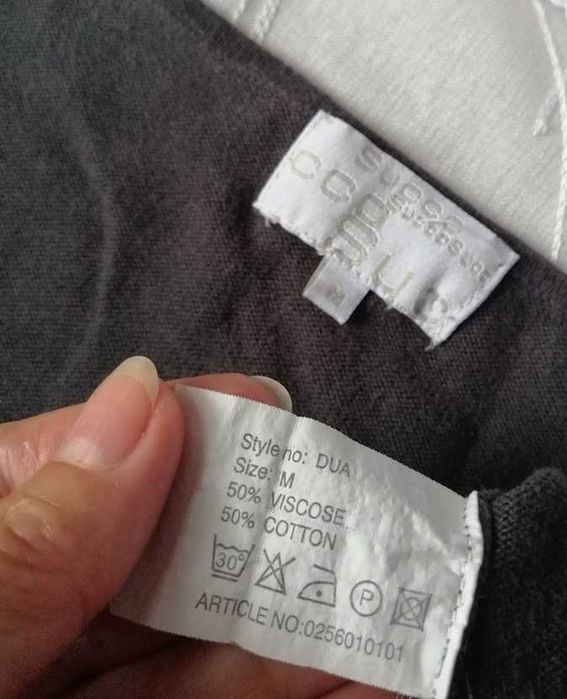 M
Style no: DUA
Size: M
50% VISCOSE
50% COTTON
30°
P
ARTICLE NO:0256010101